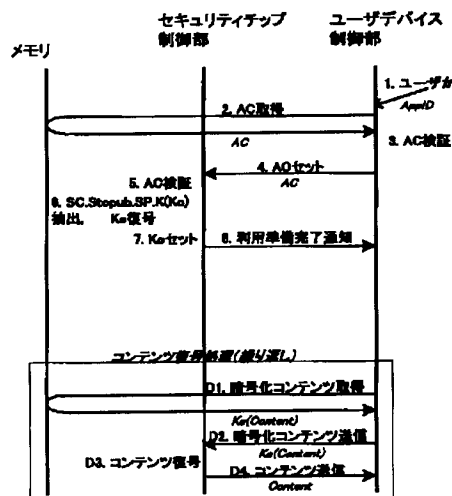 セキュリティチップ
制御部
ユーザデバイス
制御部
メモリ
1. ユーザか
AppID
2. AC取得
AC
3. AC検証
4. ACセット
AC
5. AC検証
6. SC.Stopub.SP.K(Kc)
抽出、 Kc復号
7. Kcセット
8. 利用準備完了通知
コンテンツ復号処理(繰り返し)
D1. 暗号化コンテンツ取得
Kc(Content)
D2. 暗号化コンテンツ送信
Kc(Content)
D3. コンテンツ復号
D4. コンテンツ送信
Content